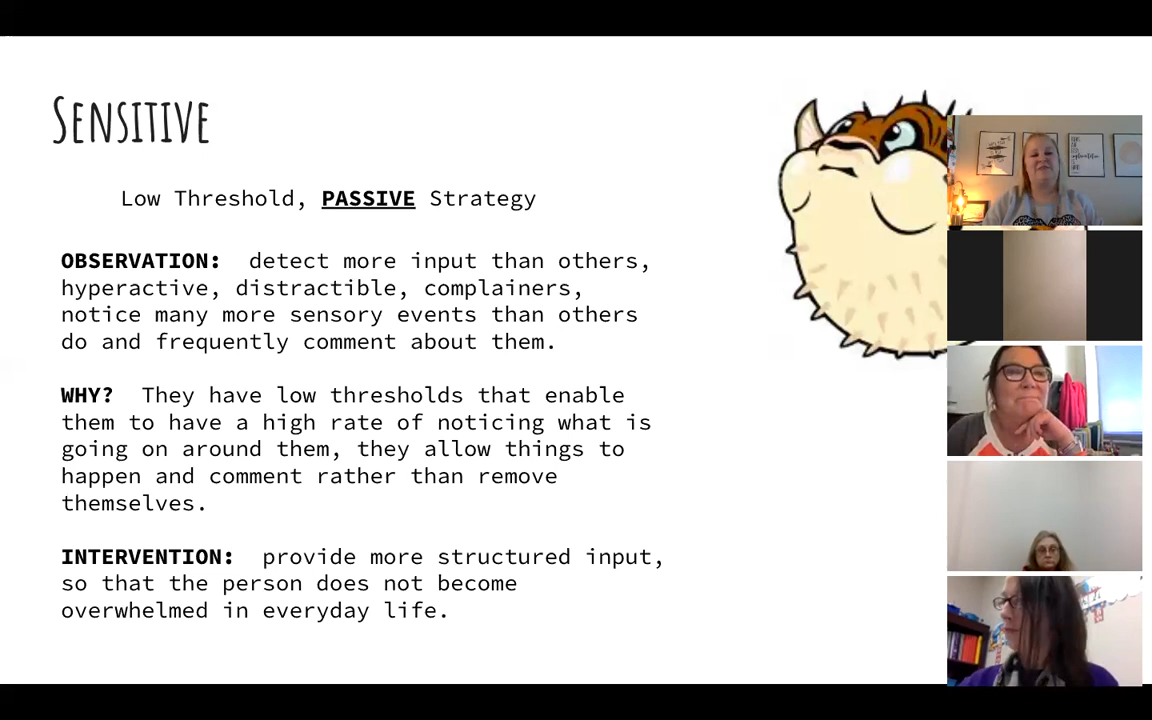 SENSITIVE
Low Threshold, PASSIVE Strategy
OBSERVATION: detect more input than others,
hyperactive, distractible, complainers,
notice many more sensory events than others
do and frequently comment about them.
WHY? They have low thresholds that enable
them to have a high rate of noticing what is
going on around them, they allow things to
happen and comment rather than remove
themselves.
INTERVENTION: provide more structured input,
so that the person does not become
overwhelmed in everyday life.